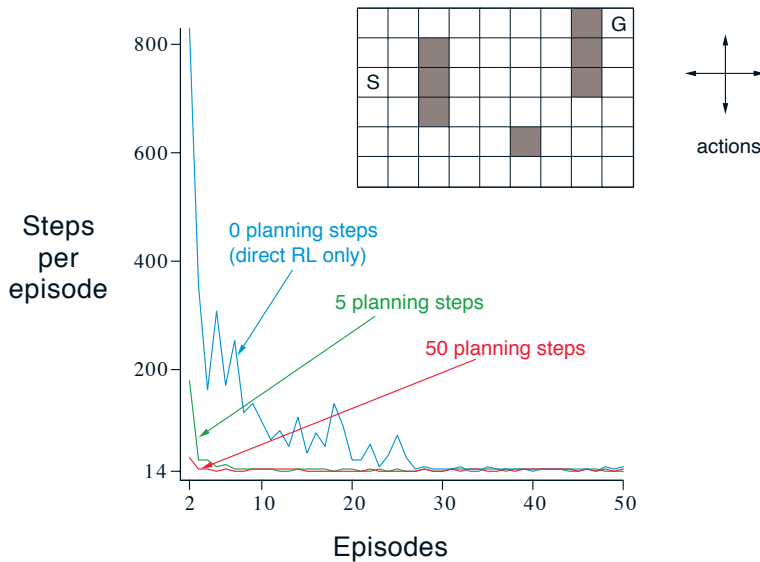 800
600
400
200
14
Steps
per
episode
G
S
actions
0 planning steps
(direct RL only)
5 planning steps
50 planning steps
2
10
20
30
40
50
Episodes